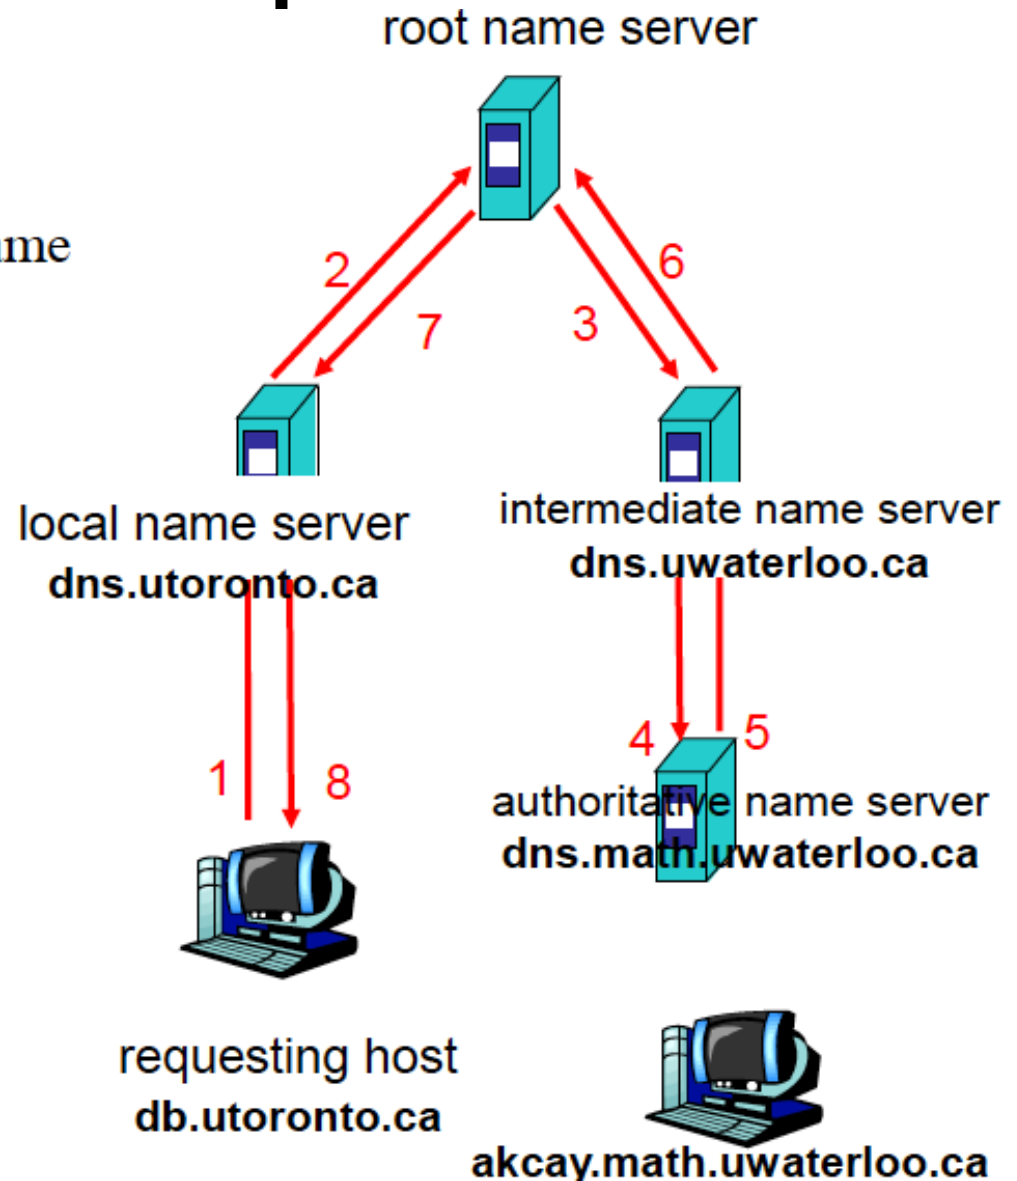 root name server
ame
2
7
3
6
local name server
dns.utoronto.ca
intermediate name server
dns.uwaterloo.ca
1
8
4
5
authoritative name server
dns.math.uwaterloo.ca
requesting host
db.utoronto.ca
akcay.math.uwaterloo.ca